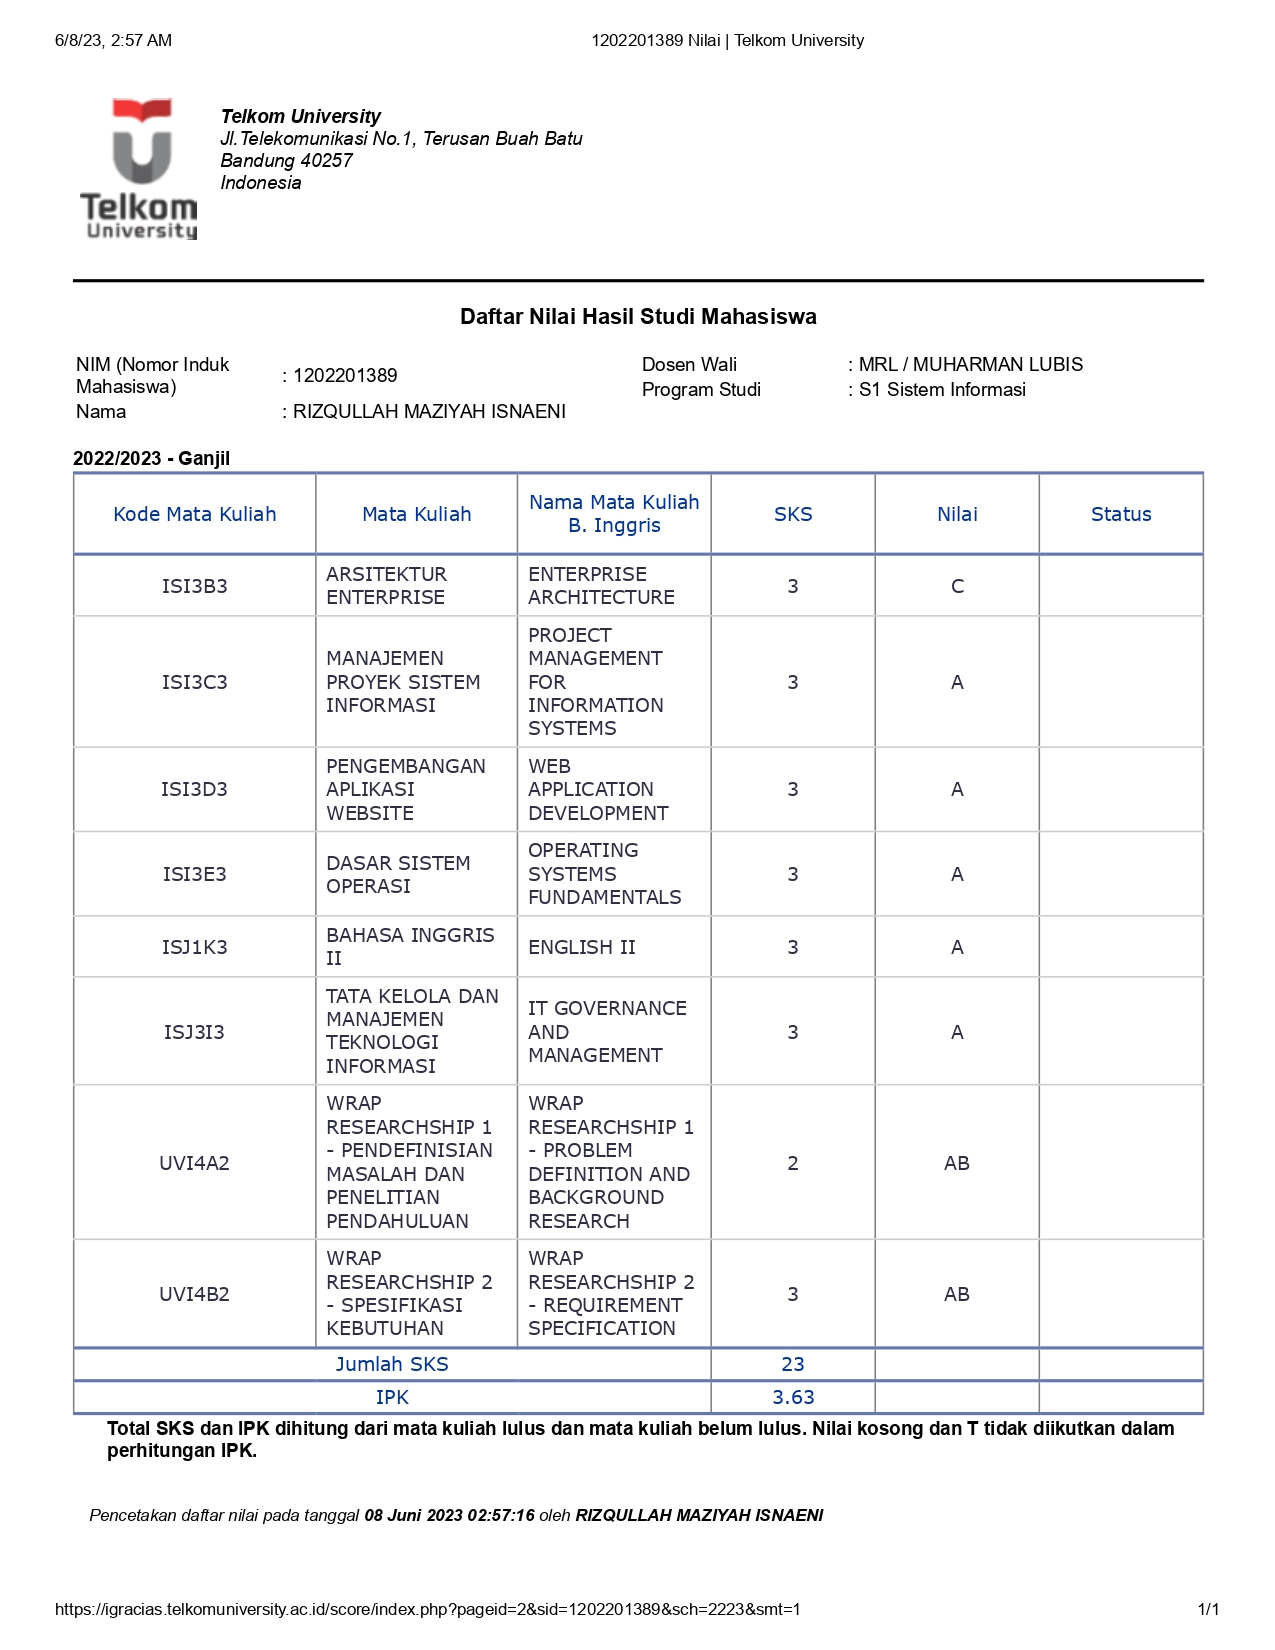 6/8/23, 2:57 AM
1202201389 Nilai | Telkom University
Telkom
University
Telkom University
Jl.Telekomunikasi No.1, Terusan Buah Batu
Bandung 40257
Indonesia
Daftar Nilai Hasil Studi Mahasiswa
NIM (Nomor Induk
Mahasiswa)
: 1202201389
Nama
: RIZQULLAH MAZIYAH ISNAENI
Dosen Wali
: MRL / MUHARMAN LUBIS
Program Studi
: S1 Sistem Informasi
2022/2023 - Ganjil
Kode Mata Kuliah
Mata Kuliah
Nama Mata Kuliah
B. Inggris
SKS
Nilai
Status
ISI3B3
ARSITEKTUR
ENTERPRISE
ENTERPRISE
ARCHITECTURE
3
C
ISI3C3
MANAJEMEN
PROYEK SISTEM
INFORMASI
PROJECT
MANAGEMENT
FOR
INFORMATION
SYSTEMS
3
A
ISI3D3
PENGEMBANGAN
APLIKASI
WEBSITE
WEB
APPLICATION
DEVELOPMENT
3
A
ISI3E3
DASAR SISTEM
OPERASI
OPERATING
SYSTEMS
FUNDAMENTALS
3
A
ISJ1K3
BAHASA INGGRIS
II
ENGLISH II
3
A
ISJ3I3
TATA KELOLA DAN
MANAJEMEN
TEKNOLOGI
INFORMASI
IT GOVERNANCE
AND
MANAGEMENT
3
A
UVI4A2
WRAP
RESEARCHSHIP 1
- PENDEFINISIAN
MASALAH DAN
PENELITIAN
PENDAHULUAN
WRAP
RESEARCHSHIP 1
- PROBLEM
DEFINITION AND
BACKGROUND
RESEARCH
2
AB
UVI4B2
WRAP
RESEARCHSHIP 2
- SPESIFIKASI
KEBUTUHAN
WRAP
RESEARCHSHIP 2
- REQUIREMENT
SPECIFICATION
3
AB
Jumlah SKS
23
IPK
3.63
Total SKS dan IPK dihitung dari mata kuliah lulus dan mata kuliah belum lulus. Nilai kosong dan T tidak diikutkan dalam
perhitungan IPK.
Pencetakan daftar nilai pada tanggal 08 Juni 2023 02:57:16 oleh RIZQULLAH MAZIYAH ISNAENI
https://igracias.telkomuniversity.ac.id/score/index.php?pageid=2&sid=1202201389&sch=2223&smt=1
1/1